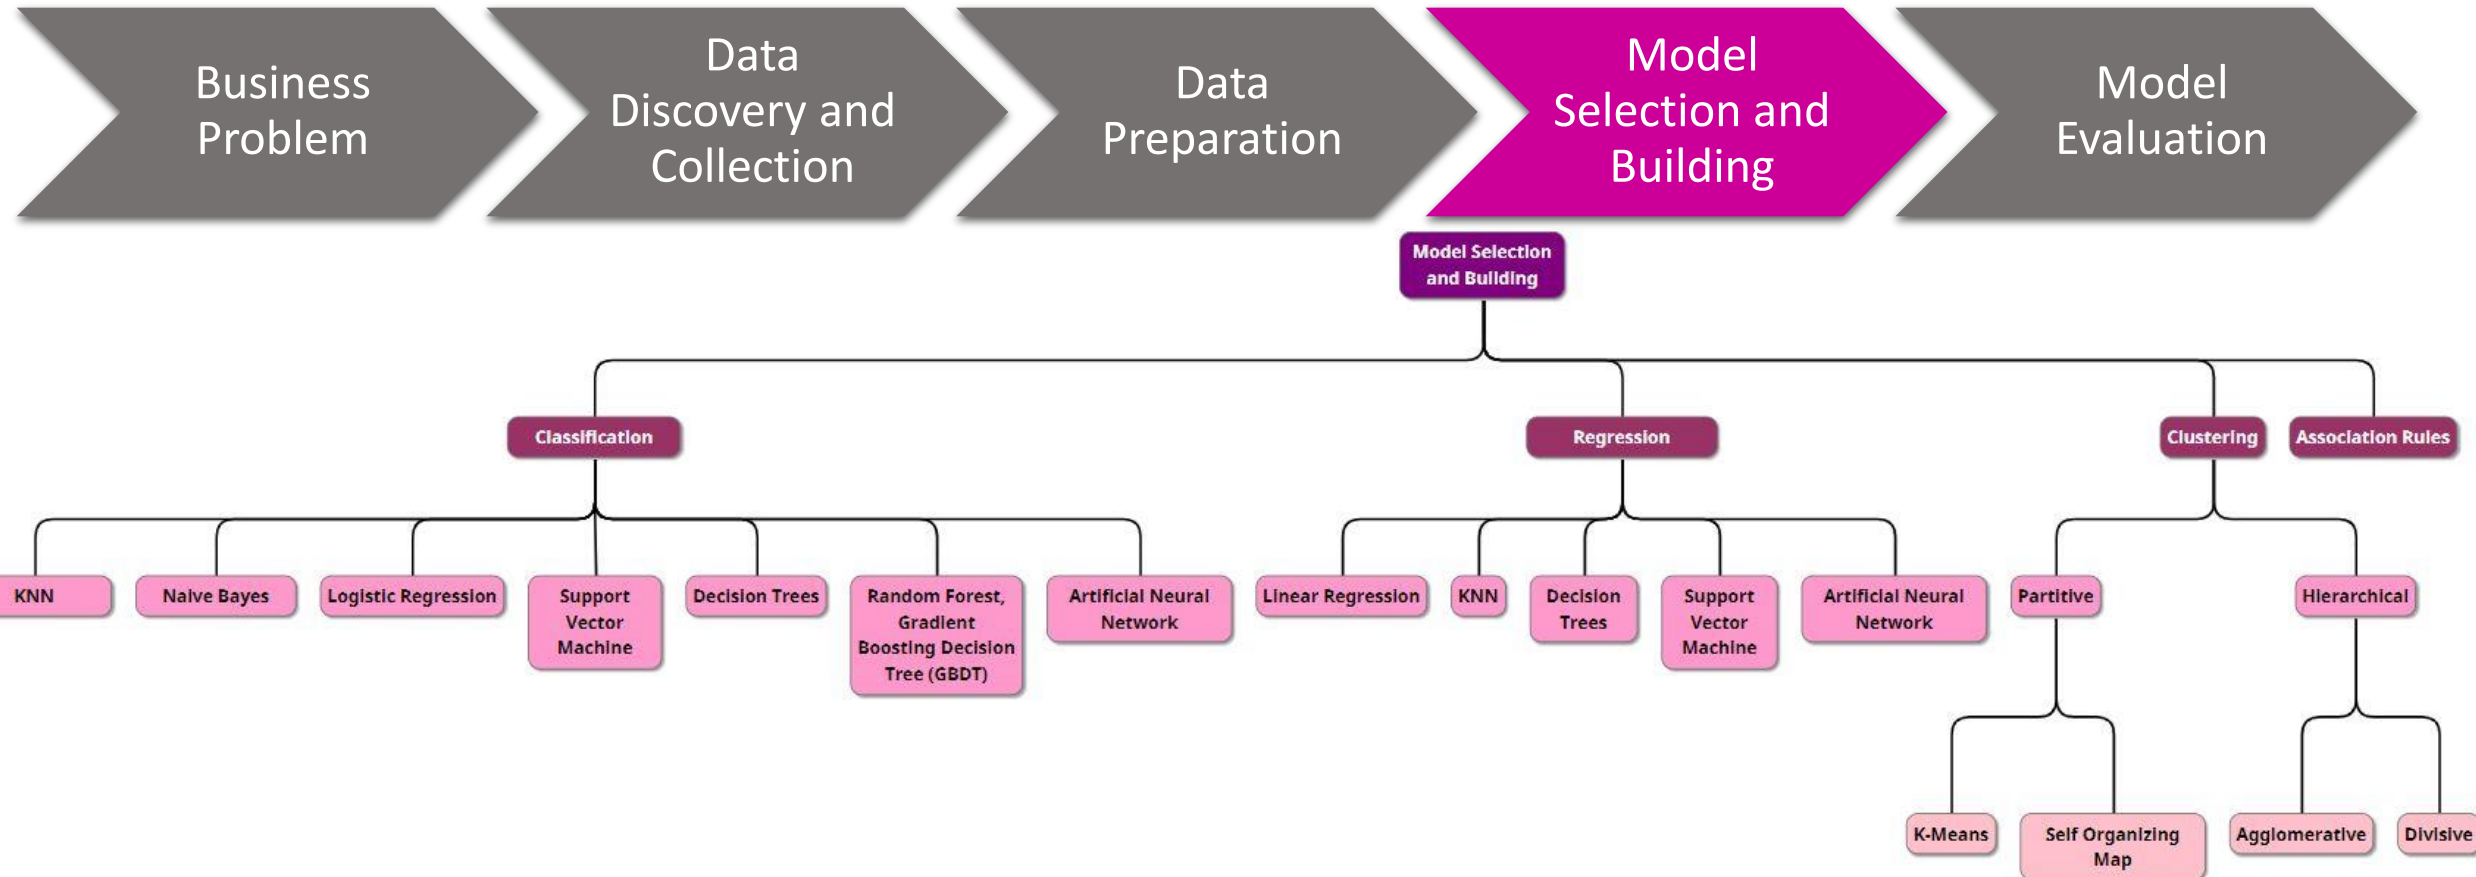 Business
Problem
Data
Discovery and
Collection
Data
Preparation
Model
Selection and
Building
Model
Evaluation
Model Selection
and Building
Classification
Regression
Clustering
Association Rules
KNN
Naive Bayes
Logistic Regression
Support
Vector
Machine
Decision Trees
Random Forest,
Gradient
Boosting Decision
Tree (GBDT)
Artificial Neural
Network
Linear Regression
KNN
Decision
Trees
Support
Vector
Machine
Artificial Neural
Network
Partitive
Hierarchical
K-Means
Self Organizing
Map
Agglomerative
Divisive